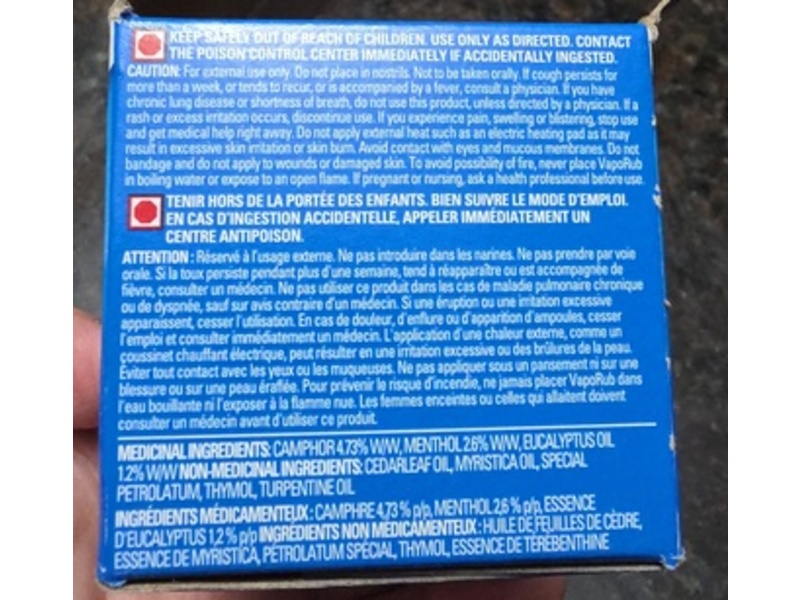 KEEP SAFELY OUT OF REACH OF CHILDREN. USE ONLY AS DIRECTED. CONTACT
THE POISON CONTROL CENTER IMMEDIATELY IF ACCIDENTALLY INGESTED.
CAUTION: For external use only. Do not place in nostrils. Not to be taken orally. If cough persists for
more than a week, or tends to recur, or is accompanied by a fever, consult a physician. If you have
chronic lung disease or shortness of breath, do not use this product, unless directed by a physician. If a
rash or excess irritation occurs, discontinue use. If you experience pain, swelling or blistering, stop use
and get medical help right away. Do not apply external heat such as an electric heating pad as it may
result in excessive skin irritation or skin burn. Avoid contact with eyes and mucous membranes. Do not
bandage and do not apply to wounds or damaged skin. To avoid possibility of fire, never place VapoRub
in boiling water or expose to an open flame. If pregnant or nursing, ask a health professional before use.
TENIR HORS DE LA PORTÉE DES ENFANTS. BIEN SUIVRE LE MODE D'EMPLOI.
EN CAS D'INGESTION ACCIDENTELLE, APPELER IMMÉDIATEMENT UN
CENTRE ANTIPOISON.
ATTENTION : Réservé à l'usage externe. Ne pas introduire dans les narines. Ne pas prendre par voie
orale. Si la toux persiste pendant plus d'une semaine, tend à réapparaître ou est accompagnée de
fièvre, consulter un médecin. Ne pas utiliser ce produit dans les cas de maladie pulmonaire chronique
ou de dyspnée, sauf sur avis contraire d'un médecin. Si une éruption ou une irritation excessive
apparaissent, cesser l'utilisation. En cas de douleur, d'enflure ou d'apparition d'ampoules, cesser
l'emploi et consulter immédiatement un médecin. L'application d'une chaleur externe, comme un
coussinet chauffant électrique, peut résulter en une irritation excessive ou des brûlures de la peau.
Éviter tout contact avec les yeux ou les muqueuses. Ne pas appliquer sous un pansement ni sur une
blessure ou sur une peau éraflée. Pour prévenir le risque d'incendie, ne jamais placer VapoRub dans
l'eau bouillante ni l'exposer à la flamme nue. Les femmes enceintes ou celles qui allaitent doivent
consulter un médecin avant d'utiliser ce produit.
MEDICINAL INGREDIENTS: CAMPHOR 4.73% W/W, MENTHOL 2.6% W/W, EUCALYPTUS OIL
1.2% W/W NON-MEDICINAL INGREDIENTS: CEDARLEAF OIL, MYRISTICA OIL, SPECIAL
PETROLATUM, THYMOL, TURPENTINE OIL
INGRÉDIENTS MÉDICAMENTEUX : CAMPHRE 4,73 % p/p, MENTHOL 2,6 % p/p, ESSENCE
D'EUCALYPTUS 1,2 % p/p INGRÉDIENTS NON MEDICAMENTEUX : HUILE DE FEUILLES DE CÈDRE,
ESSENCE DE MYRISTICA, PÉTROLATUM SPÉCIAL, THYMOL, ESSENCE DE TÉRÉBENTHINE